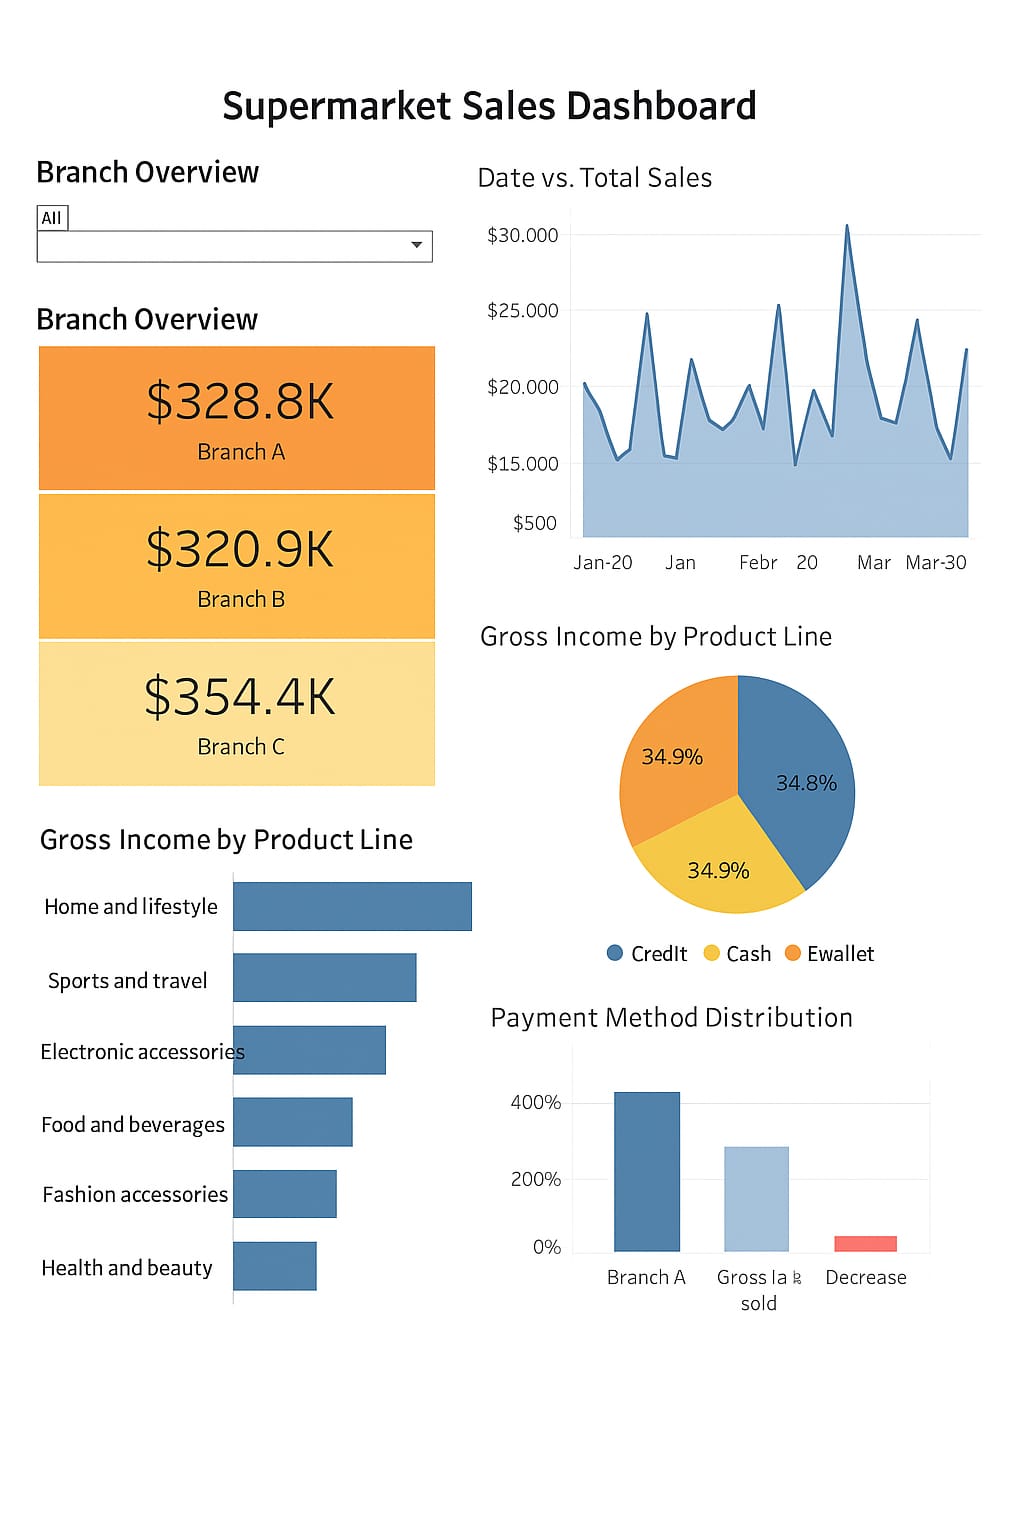 Supermarket Sales Dashboard
Branch Overview
All
Branch Overview
$328.8K
Branch A
$320.9K
Branch B
$354.4K
Branch C
Gross Income by Product Line
Home and lifestyle
Sports and travel
Electronic accessories
Food and beverages
Fashion accessories
Health and beauty
Date vs. Total Sales
$30.000
$25.000
$20.000
$15.000
$500
Jan-20 Jan Febr 20 Mar Mar-30
Gross Income by Product Line
34.9%
34.8%
34.9%
CredIt Cash Ewallet
Payment Method Distribution
400%
200%
0%
Branch A Gross la Decrease
sold